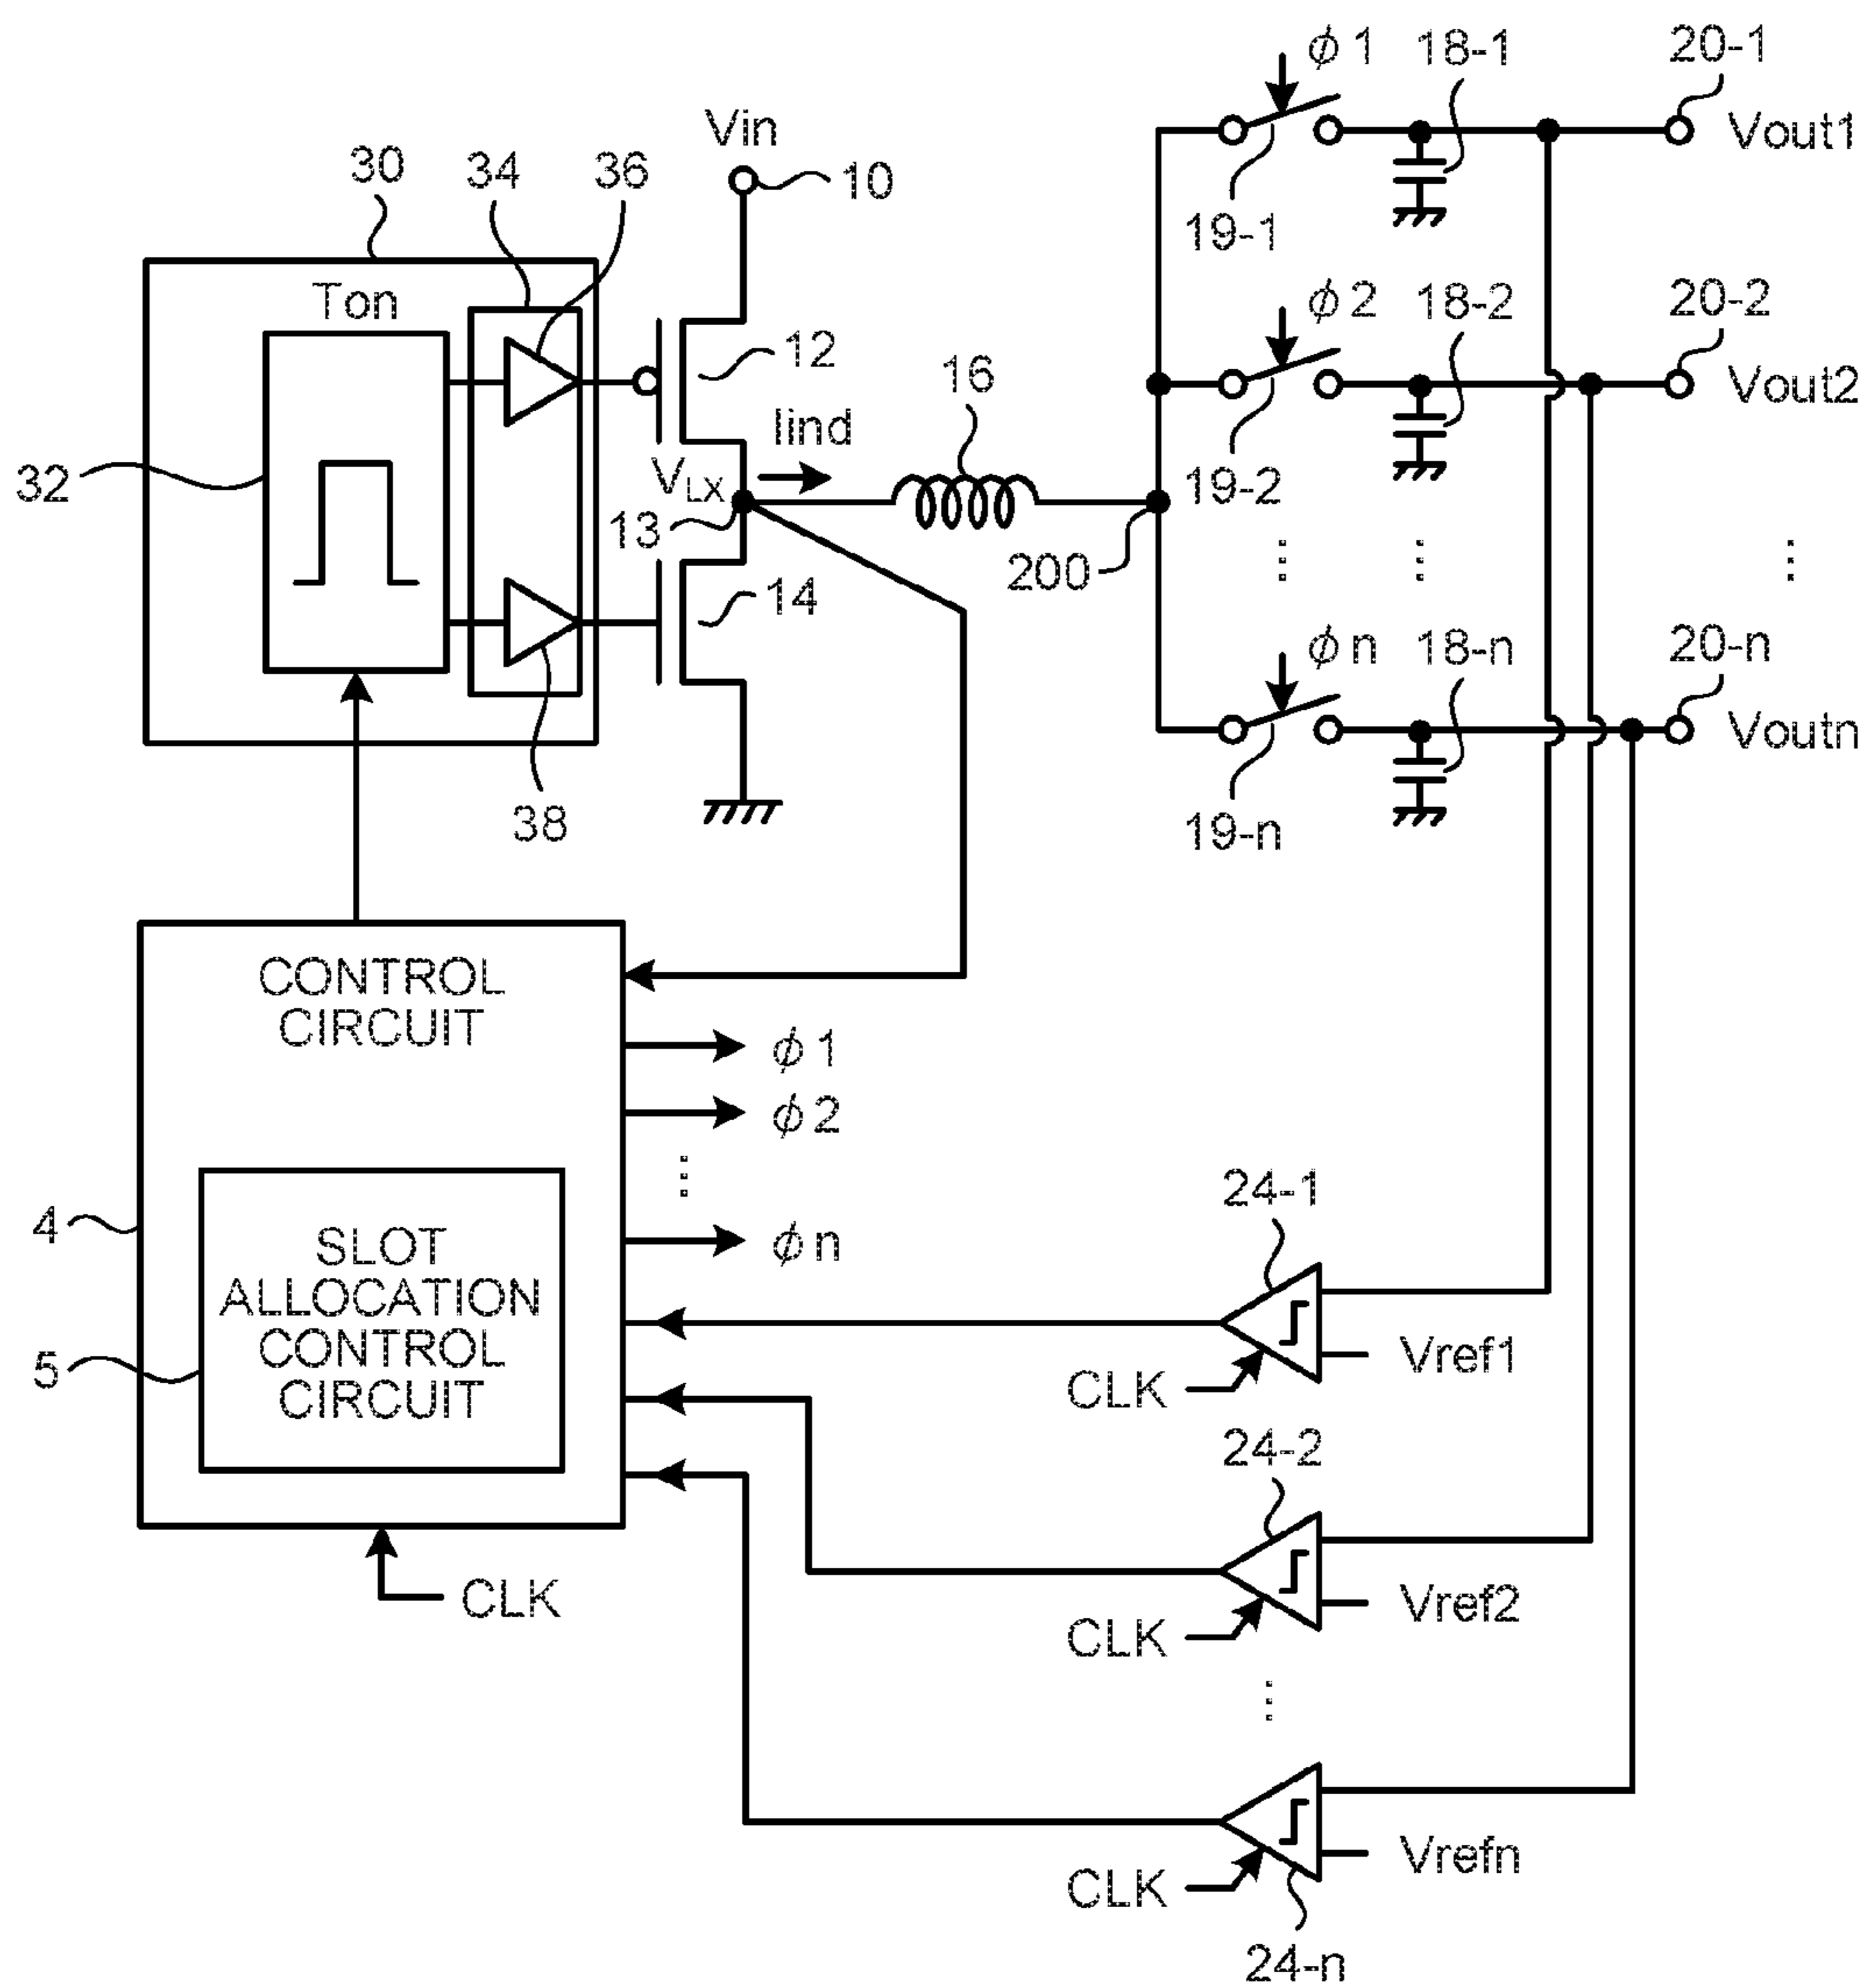 ϕ1
18-1
20-1
Vin
Vout1
30
34
36
10
19-1
Ton
ϕ2
18-2
20-2
12
16
Iind
Vout2
32
VLX
19-2
13
200
14
ϕn
18-n
20-n
Voutn
38
19-n
CONTROL
CIRCUIT
ϕ1
ϕ2
ϕn
4
SLOT
ALLOCATION
CONTROL
CIRCUIT
5
24-1
Vref1
CLK
24-2
CLK
Vref2
CLK
Vrefn
CLK
24-n